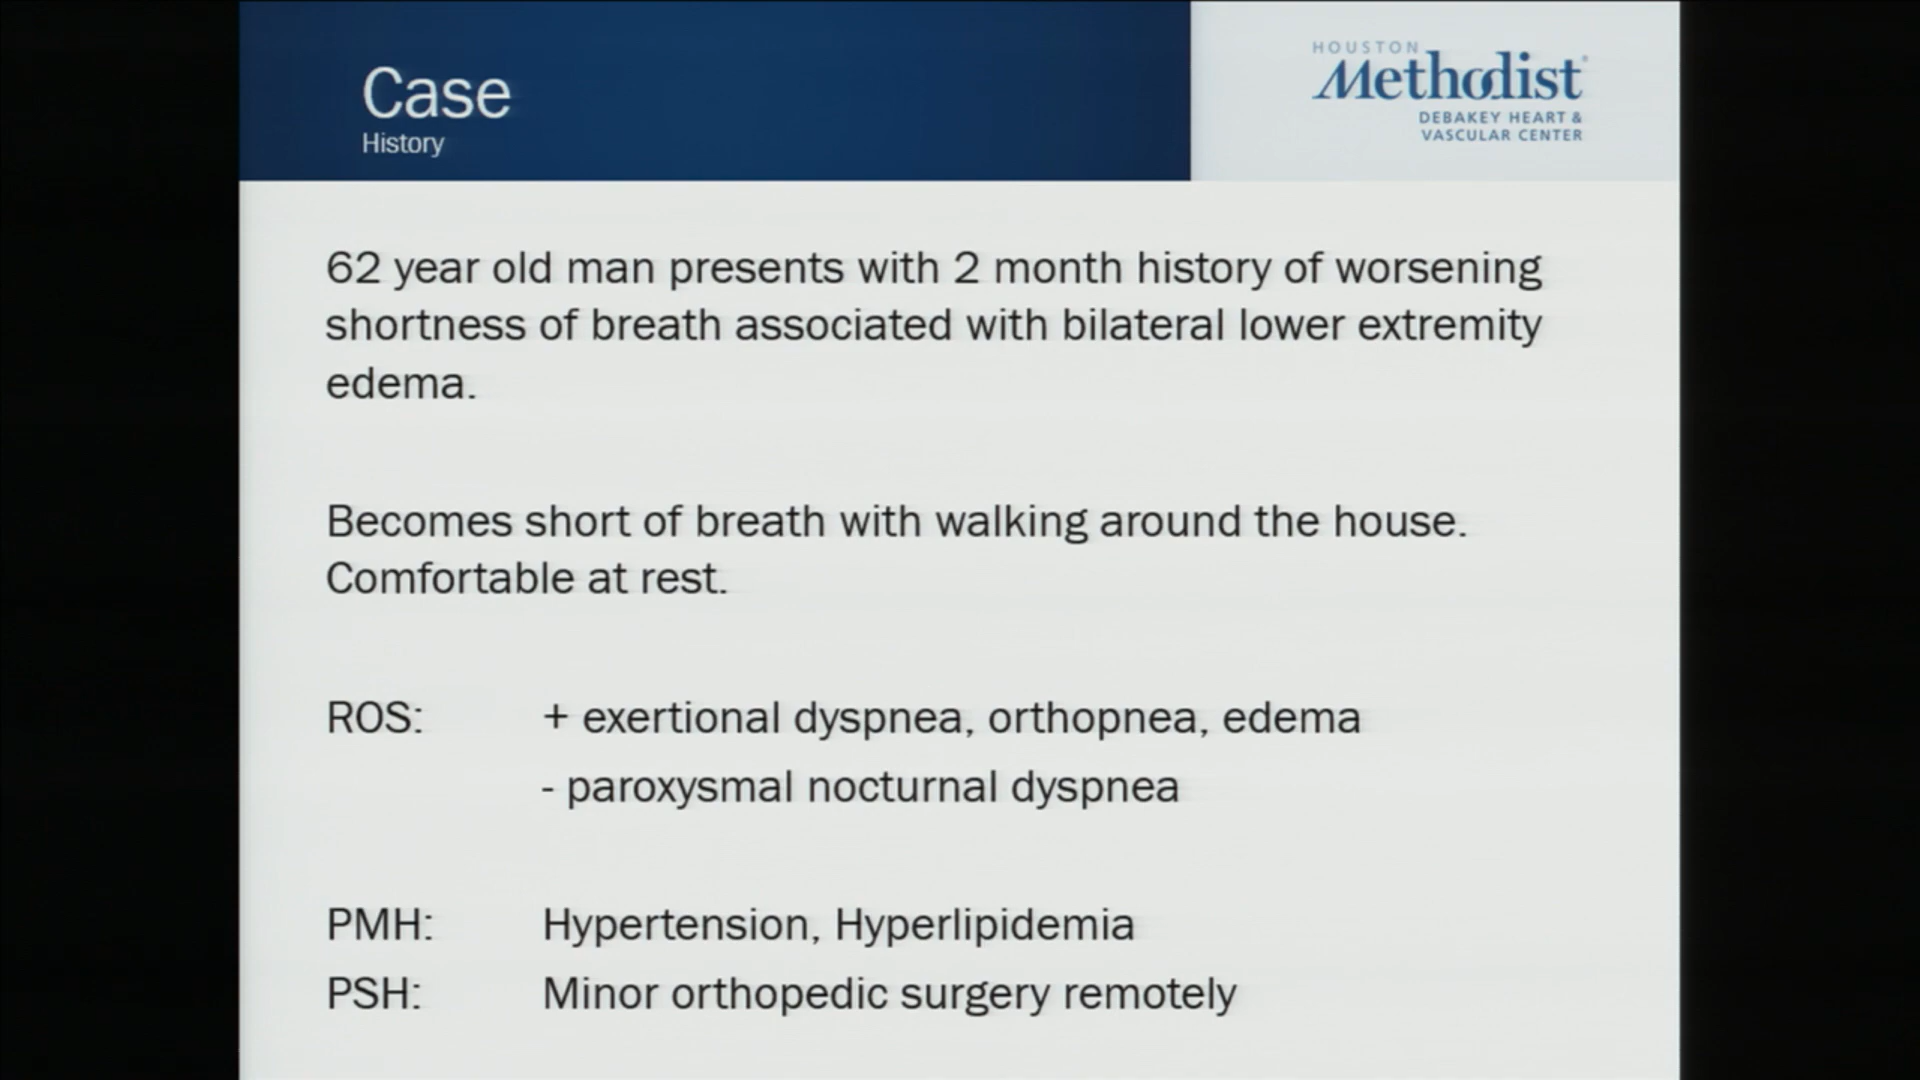 Case
History
HOUSTON
Methodist
DEBAKEY HEART &
VASCULAR CENTER
62 year old man presents with 2 month history of worsening
shortness of breath associated with bilateral lower extremity
edema.
Becomes short of breath with walking around the house.
Comfortable at rest.
ROS: + exertional dyspnea, orthopnea, edema
- paroxysmal nocturnal dyspnea
PMH: Hypertension, Hyperlipidemia
PSH: Minor orthopedic surgery remotely